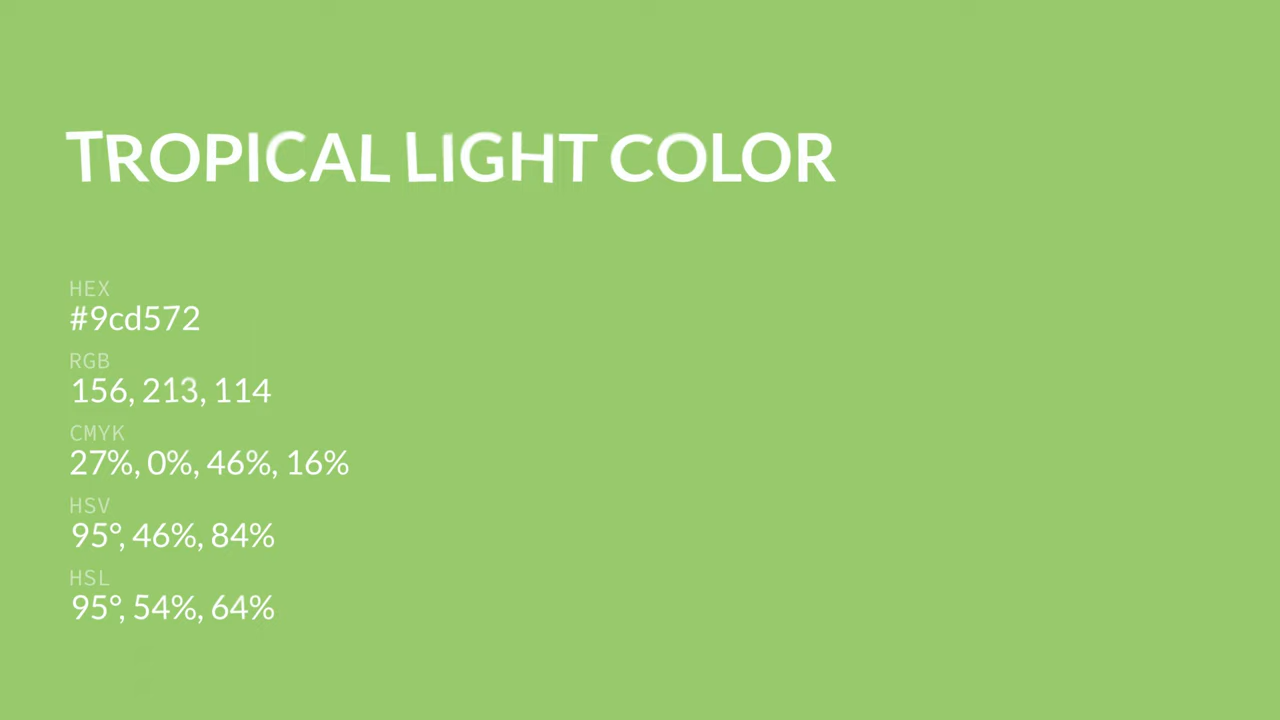 TROPICAL LIGHT COLOR
HEX
#9cd572
RGB
156, 213, 114
CMYK
27%, 0%, 46%, 16%
HSV
95°, 46%, 84%
HSL
95°, 54%, 64%